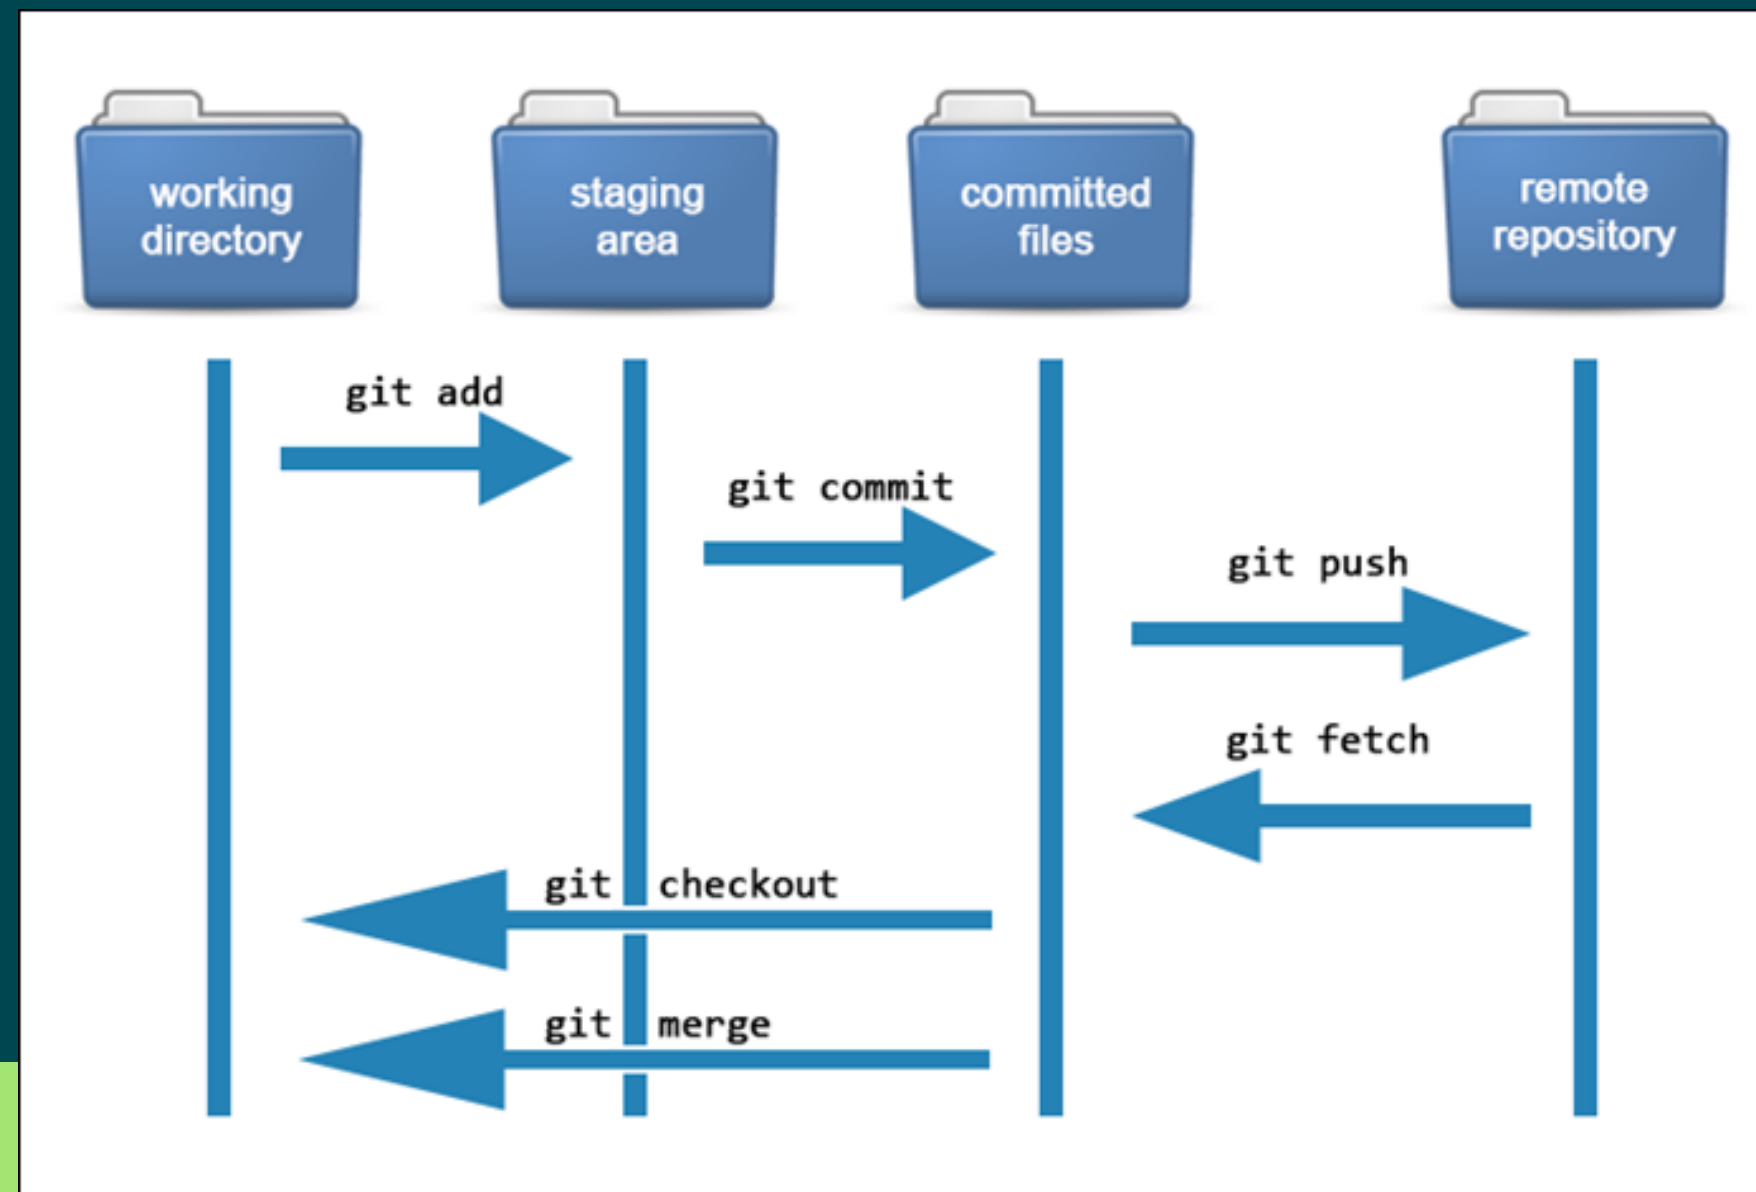 working
directory
staging
area
committed
files
remote
repository
git add
git commit
git push
git fetch
git checkout
git merge